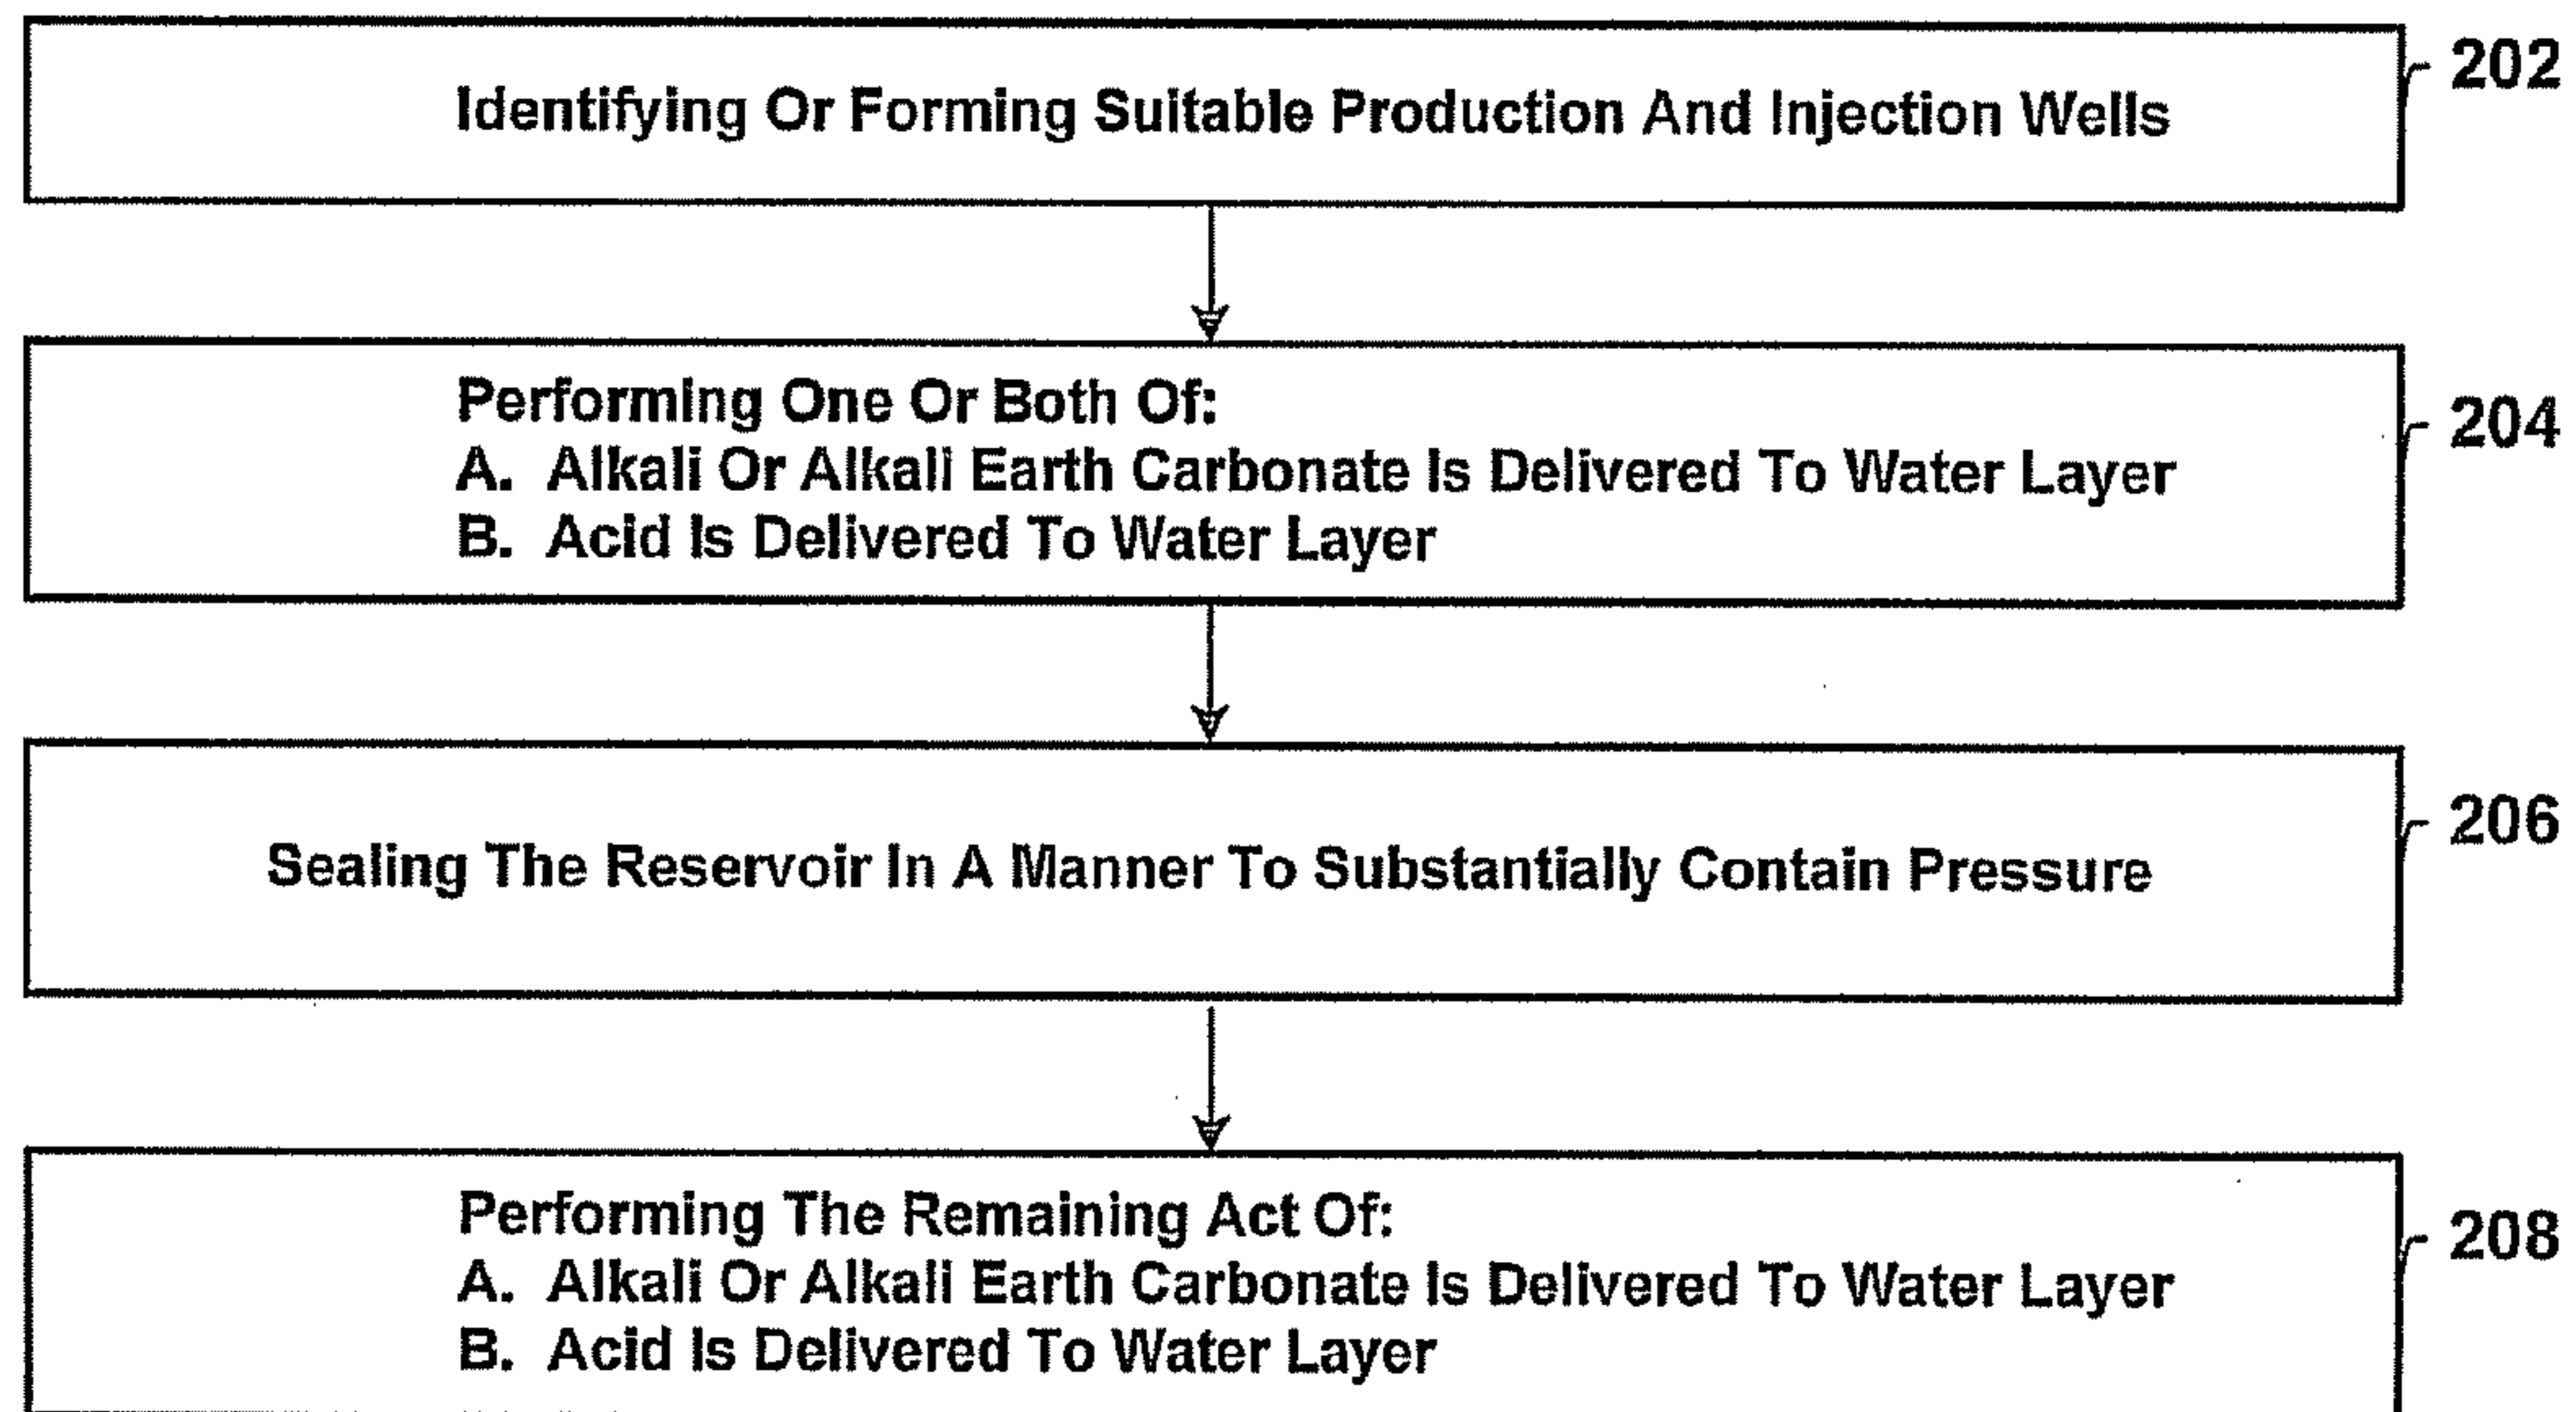 Identifying Or Forming Suitable Production And Injection Wells
202
Performing One Or Both Of:
A. Alkali Or Alkali Earth Carbonate Is Delivered To Water Layer
B. Acid Is Delivered To Water Layer
204
Sealing The Reservoir In A Manner To Substantially Contain Pressure
206
Performing The Remaining Act Of:
A. Alkali Or Alkali Earth Carbonate Is Delivered To Water Layer
B. Acid Is Delivered To Water Layer
208